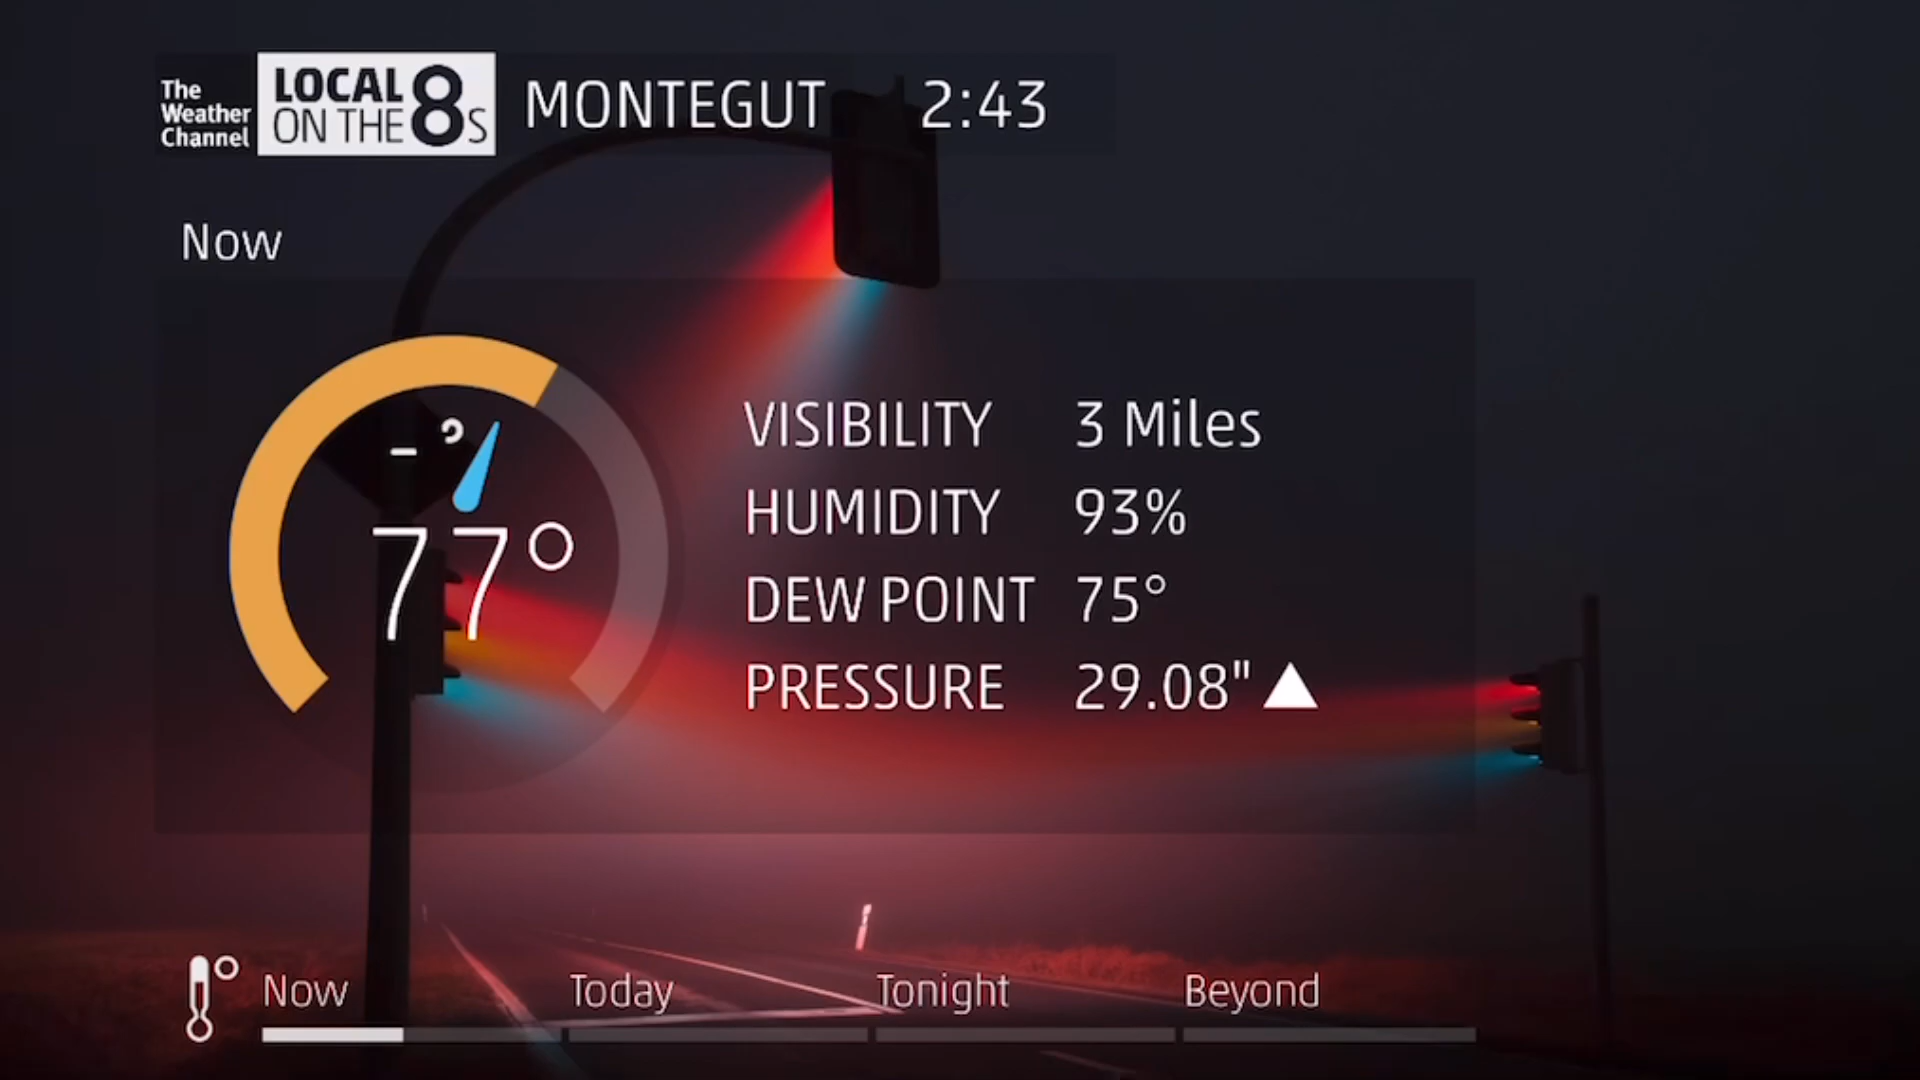 The
Weather
Channel
LOCAL
ON THE 8s
MONTEGUT 2:43
Now
77°
VISIBILITY 3 Miles
HUMIDITY 93%
DEW POINT 75°
PRESSURE 29.08"
Now Today Tonight Beyond